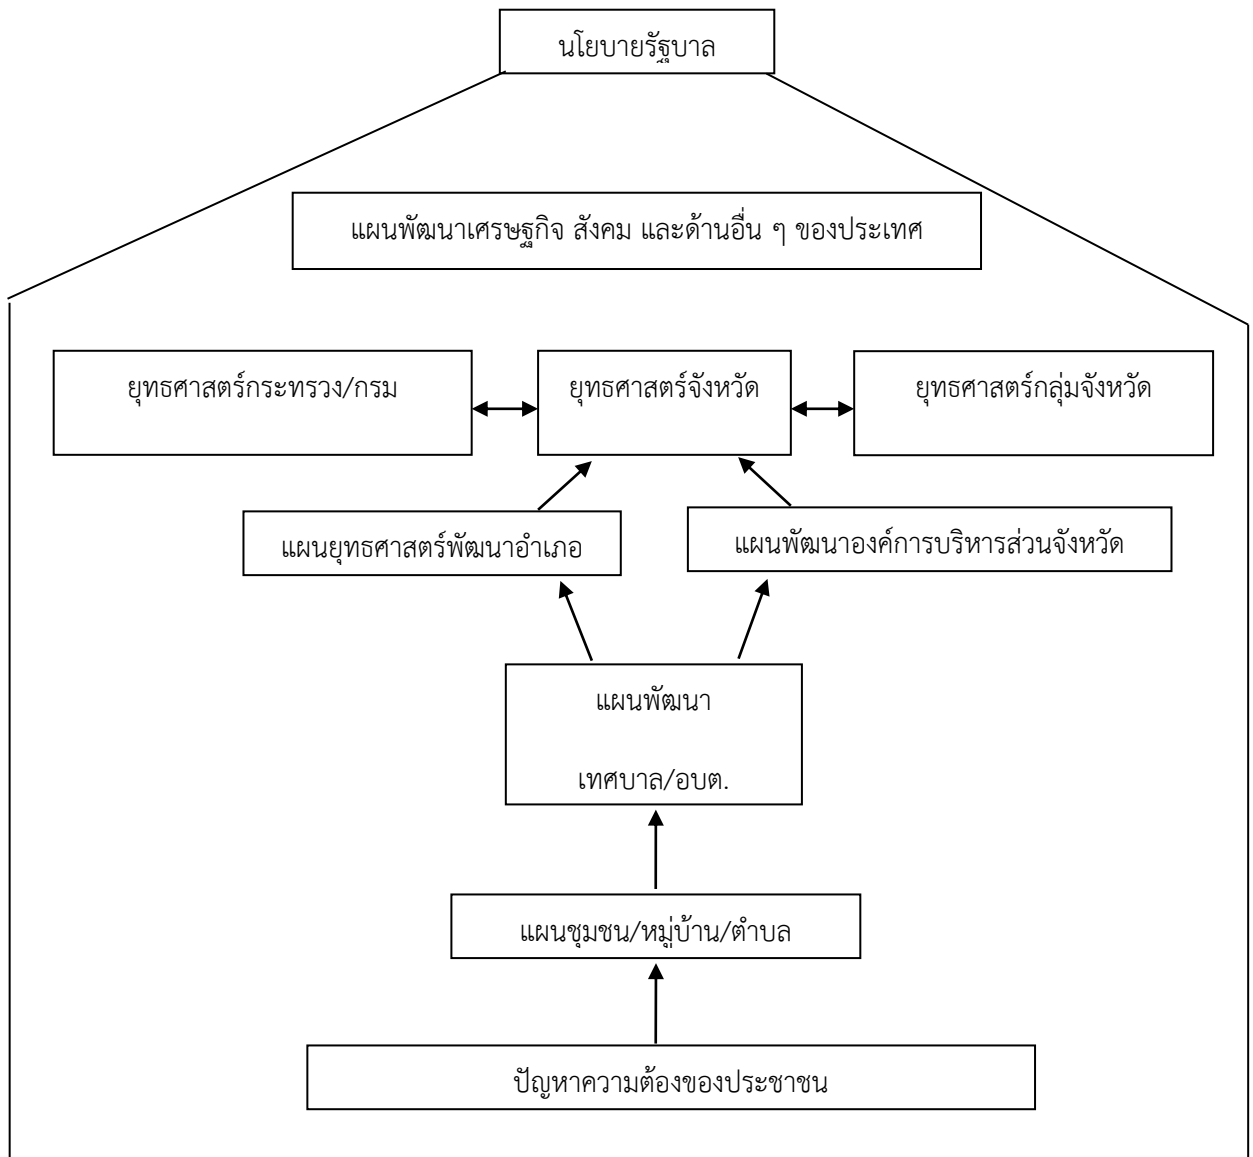 นโยบายรัฐบาล
แผนพัฒนาเศรษฐกิจ สังคม และด้านอื่น ๆ ของประเทศ
ยุทธศาสตร์กระทรวง/กรม
ยุทธศาสตร์จังหวัด
ยุทธศาสตร์กลุ่มจังหวัด
แผนยุทธศาสตร์พัฒนาอำเภอ
แผนพัฒนาองค์การบริหารส่วนจังหวัด
แผนพัฒนา
เทศบาล/อบต.
แผนชุมชน/หมู่บ้าน/ตำบล
ปัญหาความต้องของประชาชน